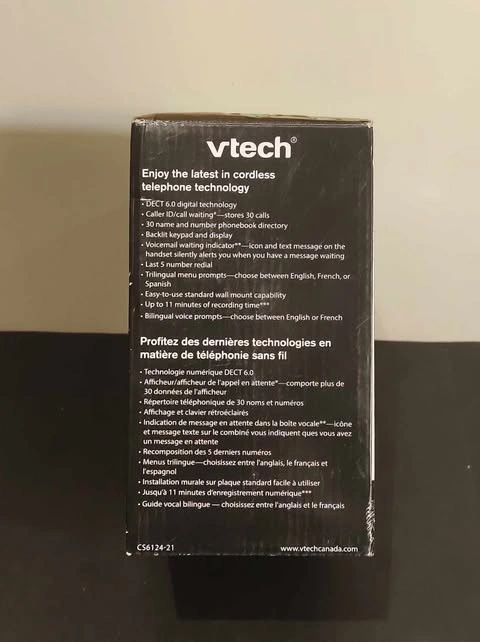 vtech®
Enjoy the latest in cordless
telephone technology
• DECT 6.0 digital technology
• Caller ID/call waiting*—stores 30 calls
• 30 name and number phonebook directory
• Backlit keypad and display
• Voicemail waiting indicator**—icon and text message on the
handset silently alerts you when you have a message waiting
• Last 5 number redial
• Trilingual menu prompts—choose between English, French, or
Spanish
• Easy-to-use standard wall mount capability
• Up to 11 minutes of recording time***
• Bilingual voice prompts—choose between English or French
Profitez des dernières technologies en
matière de téléphonie sans fil
• Technologie numérique DECT 6.0
• Afficheur/afficheur de l'appel en attente*—comporte plus de
30 données de l'afficheur
• Répertoire téléphonique de 30 noms et numéros
• Affichage et clavier rétroéclairés
• Indication de message en attente dans la boîte vocale**—icône
et message texte sur le combiné vous indiquent ques vous avez
un message en attente
• Recomposition des 5 derniers numéros
• Menus trilingue—choisissez entre l'anglais, le français et
l'espagnol
• Installation murale sur plaque standard facile à utiliser
• Jusqu'à 11 minutes d'enregistrement numérique***
• Guide vocal bilingue — choisissez entre l'anglais et le français
CS6124-21 www.vtechcanada.com